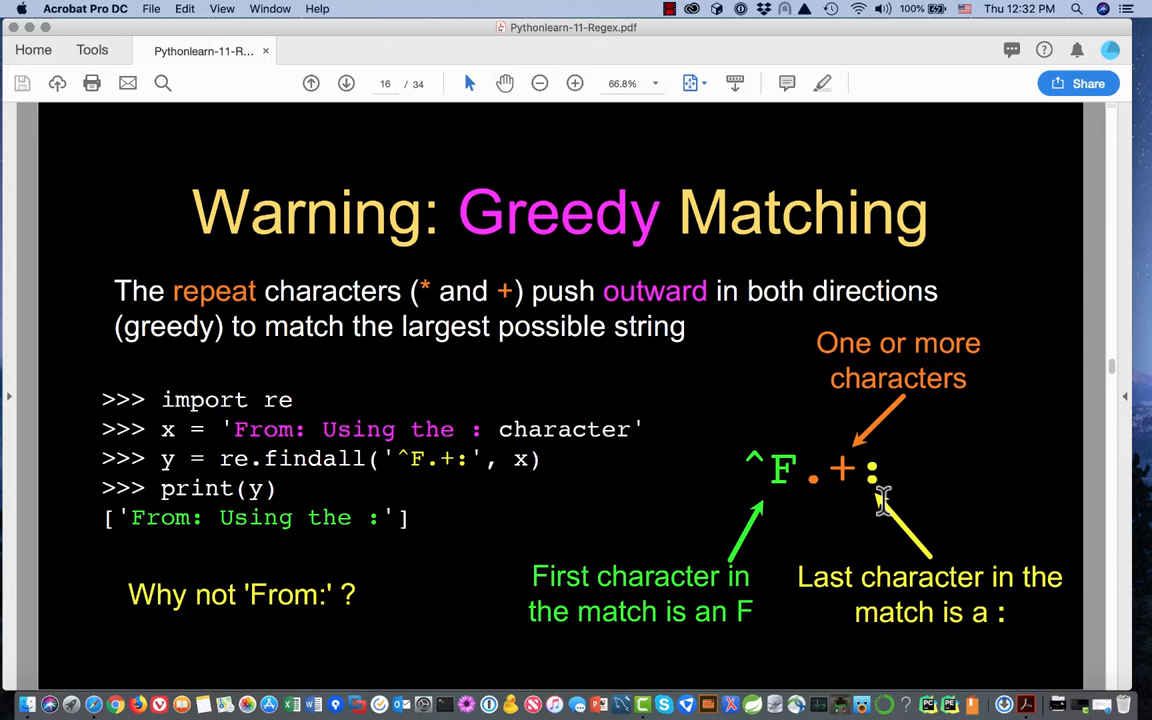 Acrobat Pro DC File Edit View Window Help 100% Thu 12:32 PM
Pythonlearn-11-Regex.pdf
Home Tools Pythonlearn-11-R... ×
16 / 34 66.8% Share
Warning: Greedy Matching
The repeat characters (* and +) push outward in both directions
(greedy) to match the largest possible string
One or more
characters
>>> import re
>>> x = 'From: Using the : character'
>>> y = re.findall('^F.+:', x)
>>> print(y)
['From: Using the :']
^F.+:
Why not 'From:' ?
First character in
the match is an F
Last character in the
match is a :